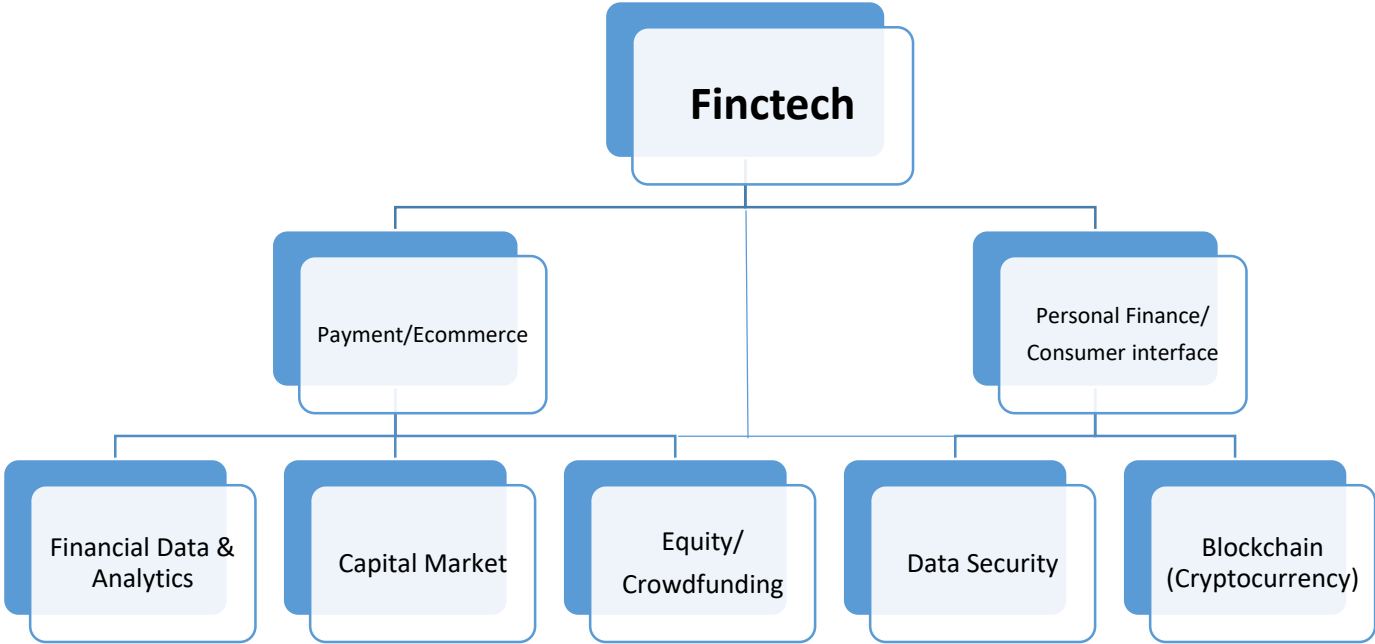 Finctech
Payment/Ecommerce
Personal Finance/
Consumer interface
Financial Data &
Analytics
Capital Market
Equity/
Crowdfunding
Data Security
Blockchain
(Cryptocurrency)